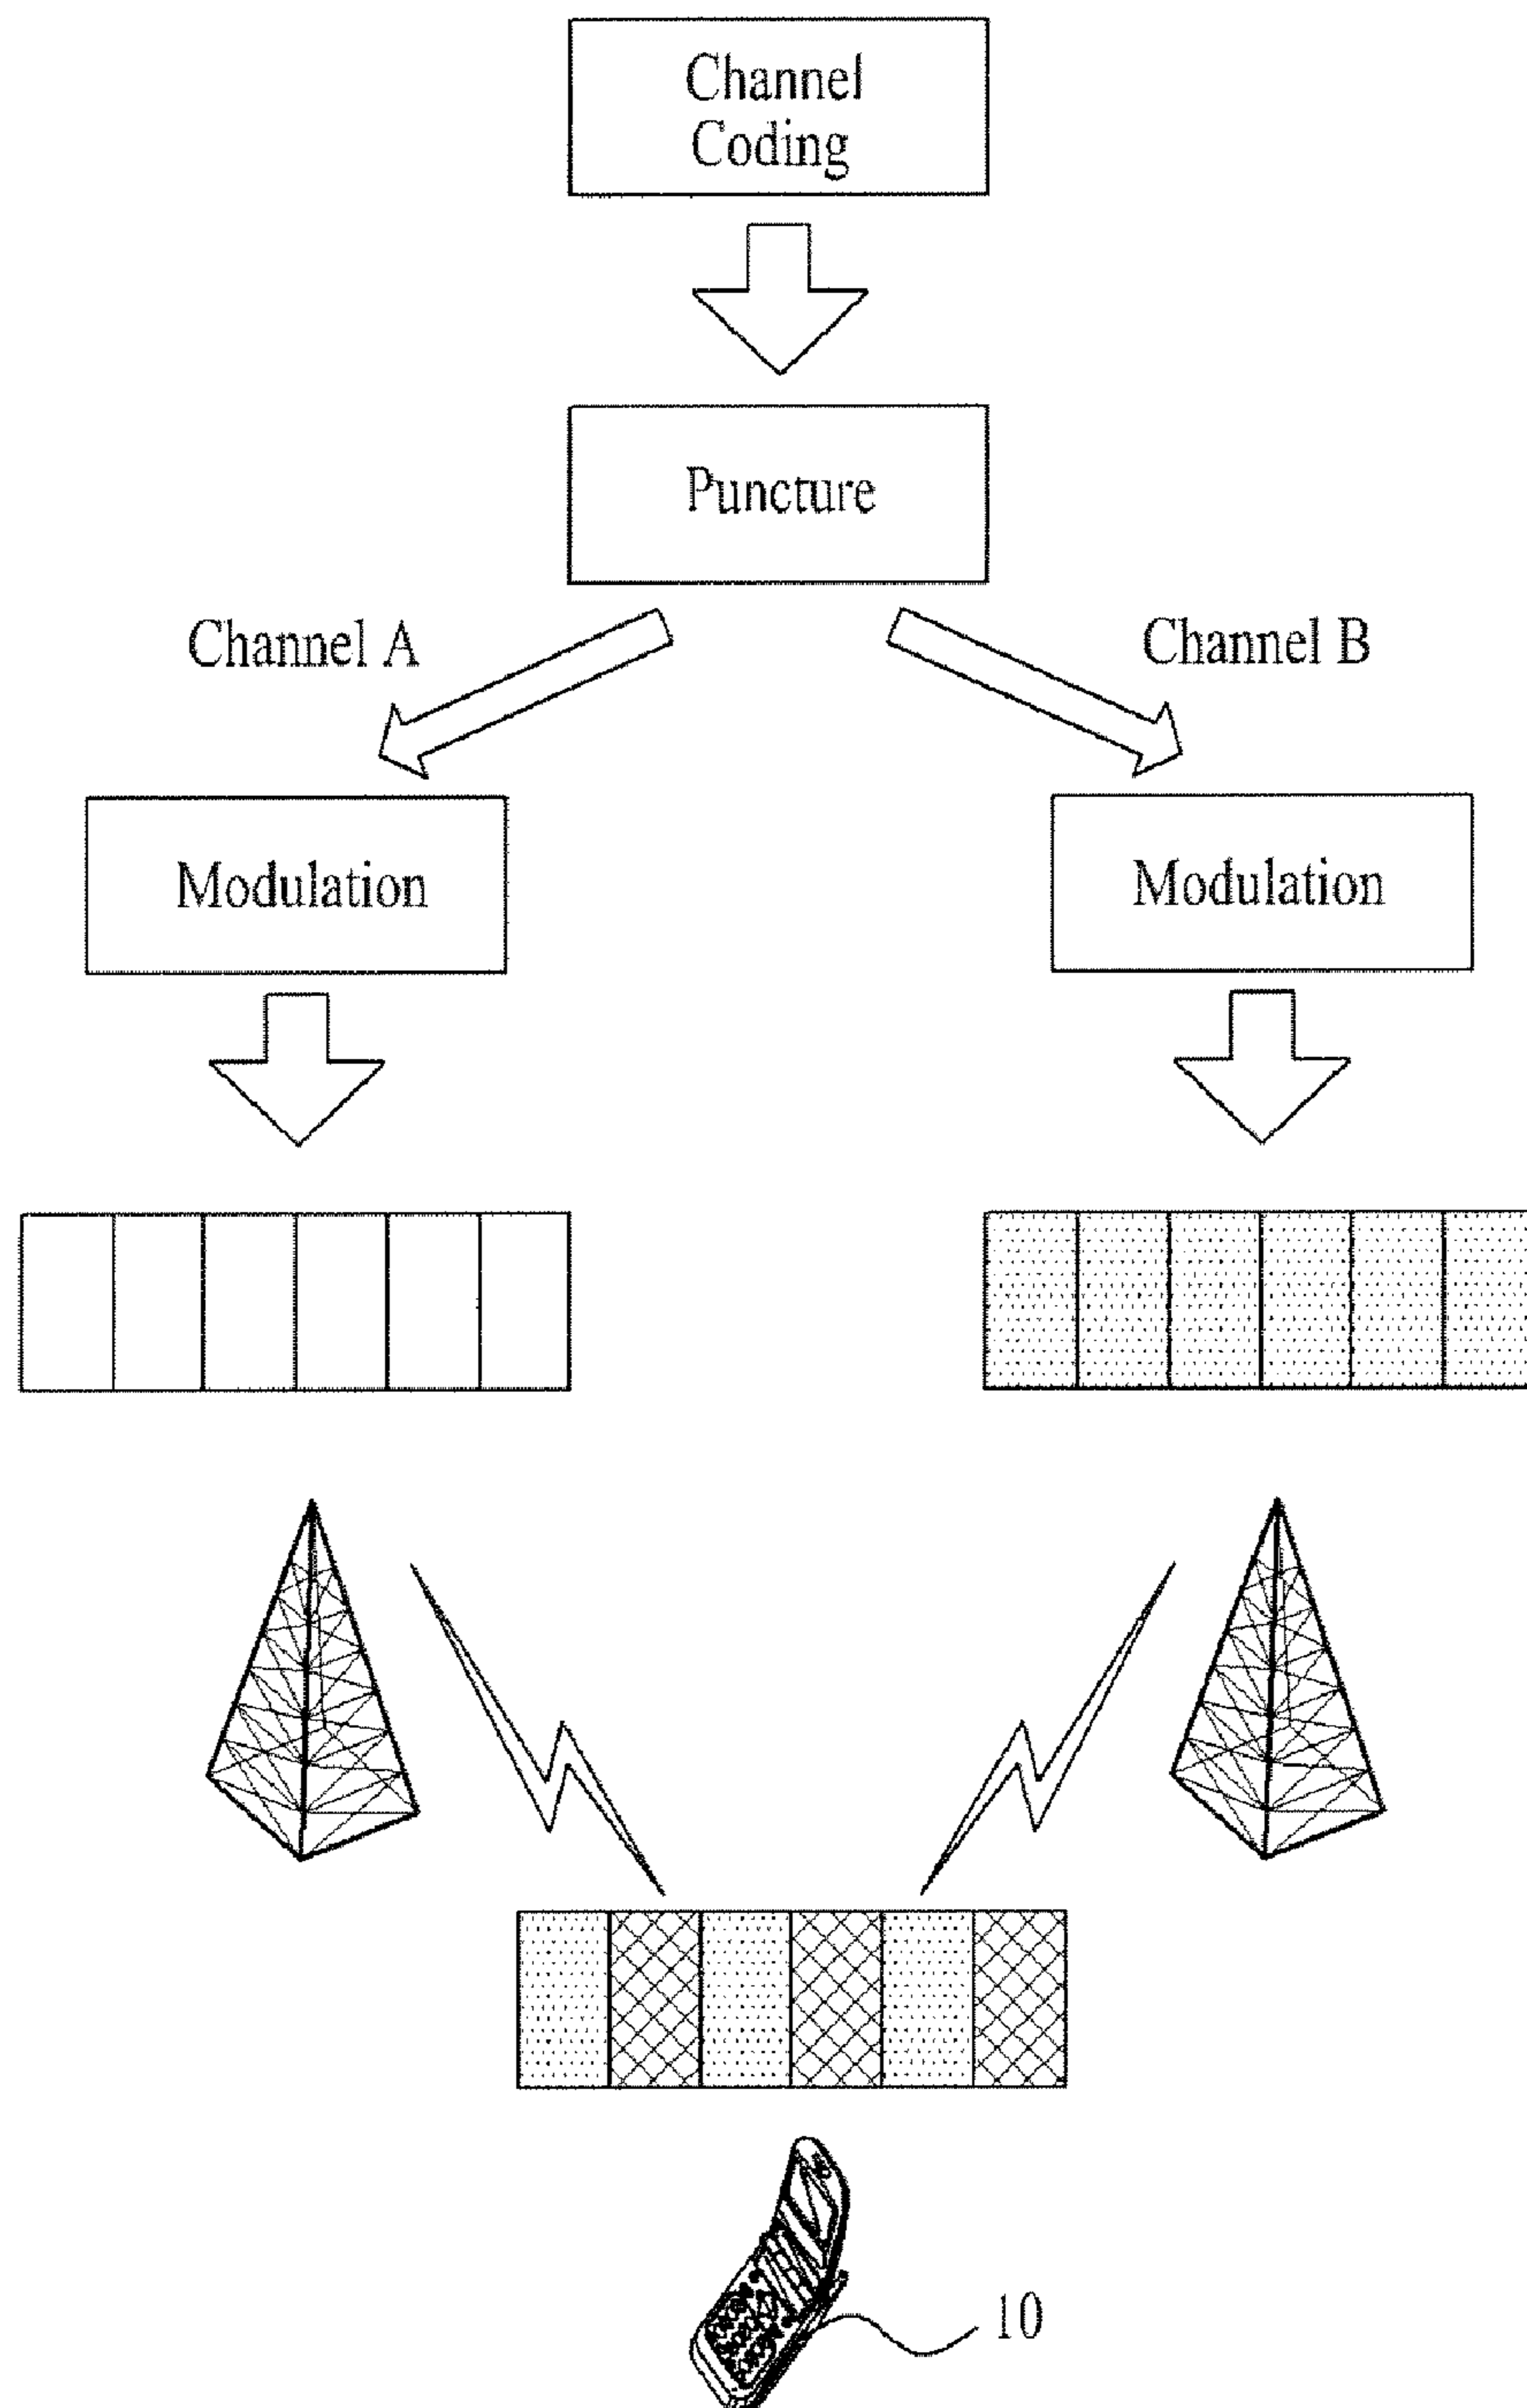 Channel
Coding
Puncture
Channel A
Channel B
Modulation
Modulation
10